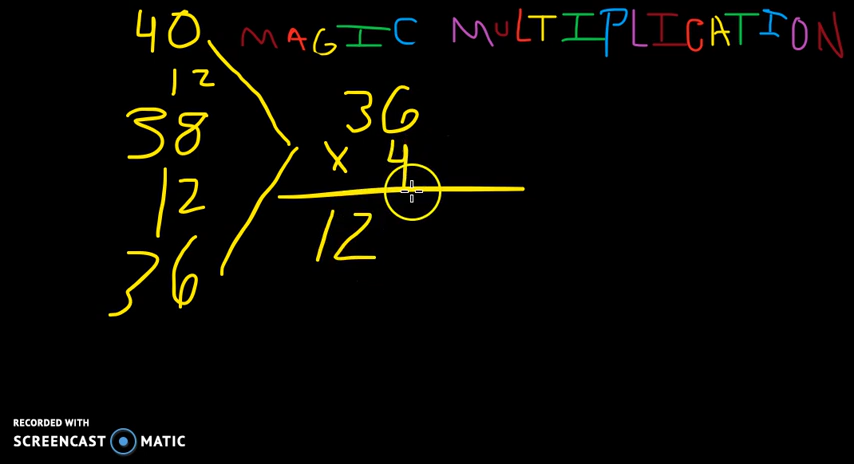 MAGIC MULTIPLICATION
40
12
38
12
36
36
x 4
12
RECORDED WITH
SCREENCAST MATIC